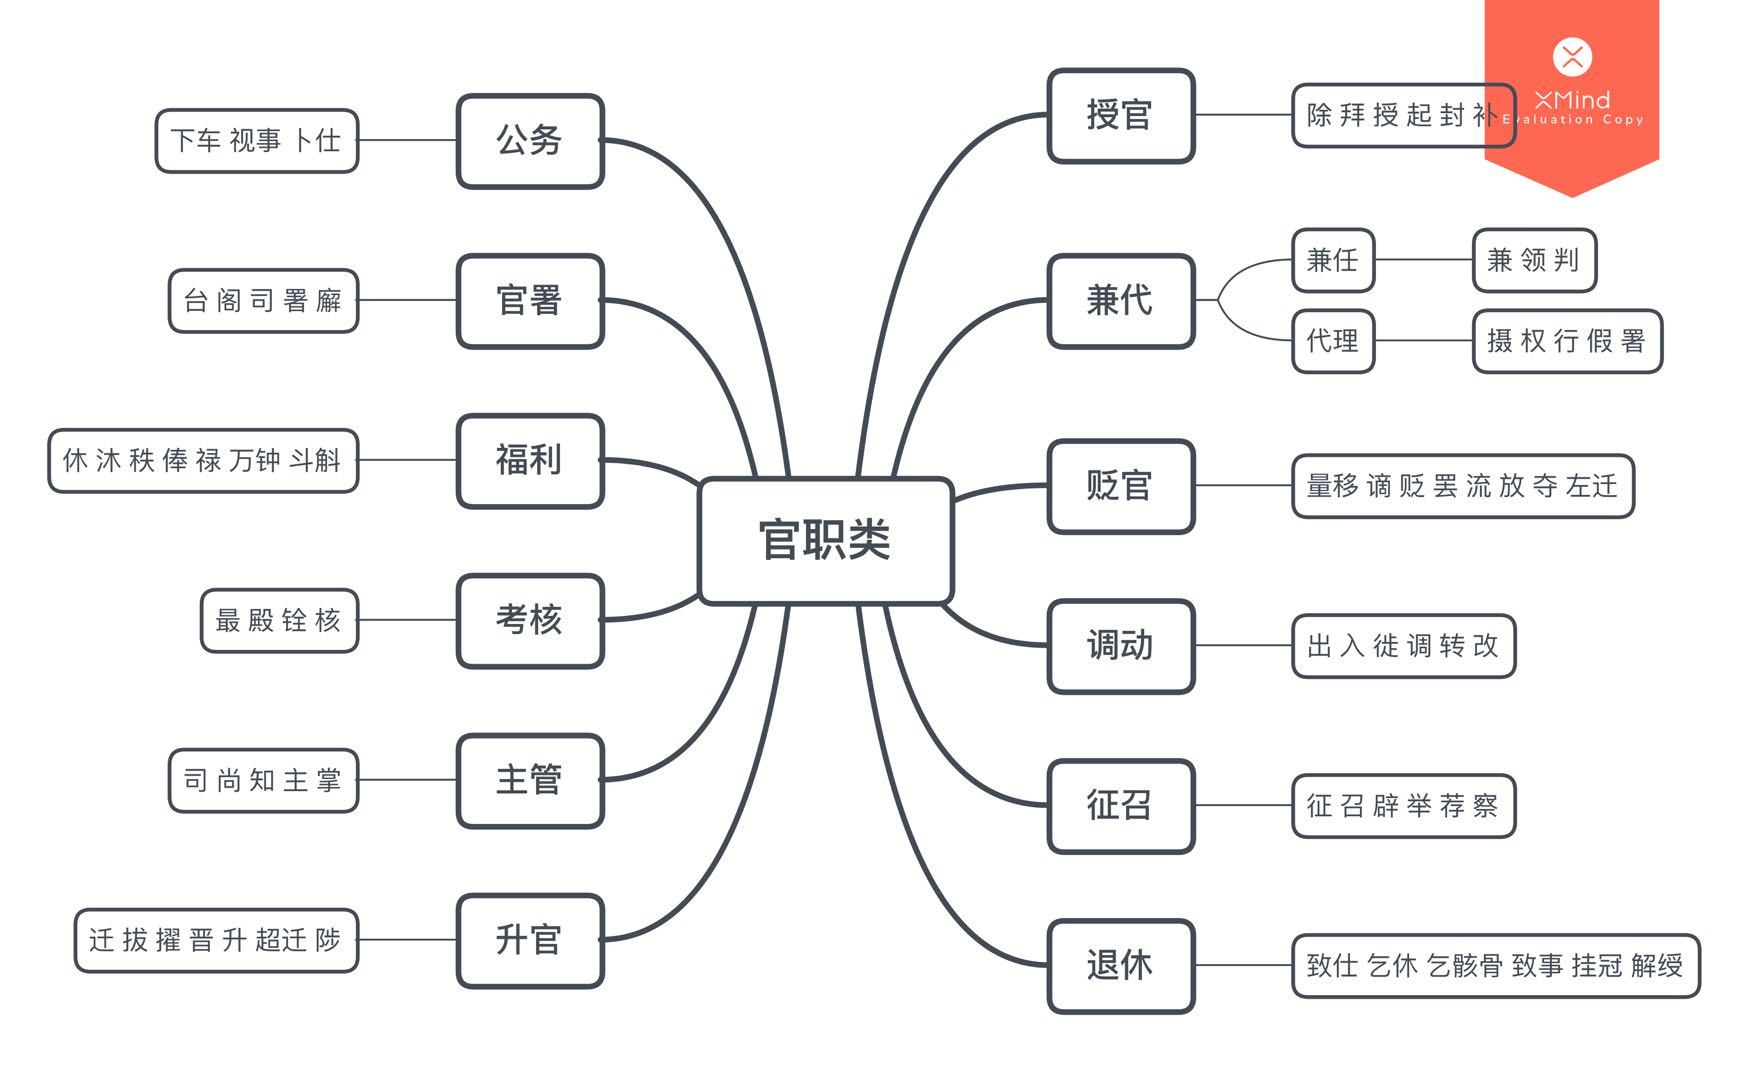 官职类
授官
除 拜 授 起 封 补
兼代
兼任
兼 领 判
代理
摄 权 行 假 署
贬官
量移 谪 贬 罢 流 放 夺 左迁
调动
出 入 徙 调 转 改
征召
征 召 辟 举 荐 察
退休
致仕 乞休 乞骸骨 致事 挂冠 解绶
公务
下车 视事 卜仕
官署
台 阁 司 署 廨
福利
休 沐 秩 俸 禄 万钟 斗斛
考核
最 殿 铨 核
主管
司 尚 知 主 掌
升官
迁 拔 擢 晋 升 超迁 陟
XMind
Evaluation Copy